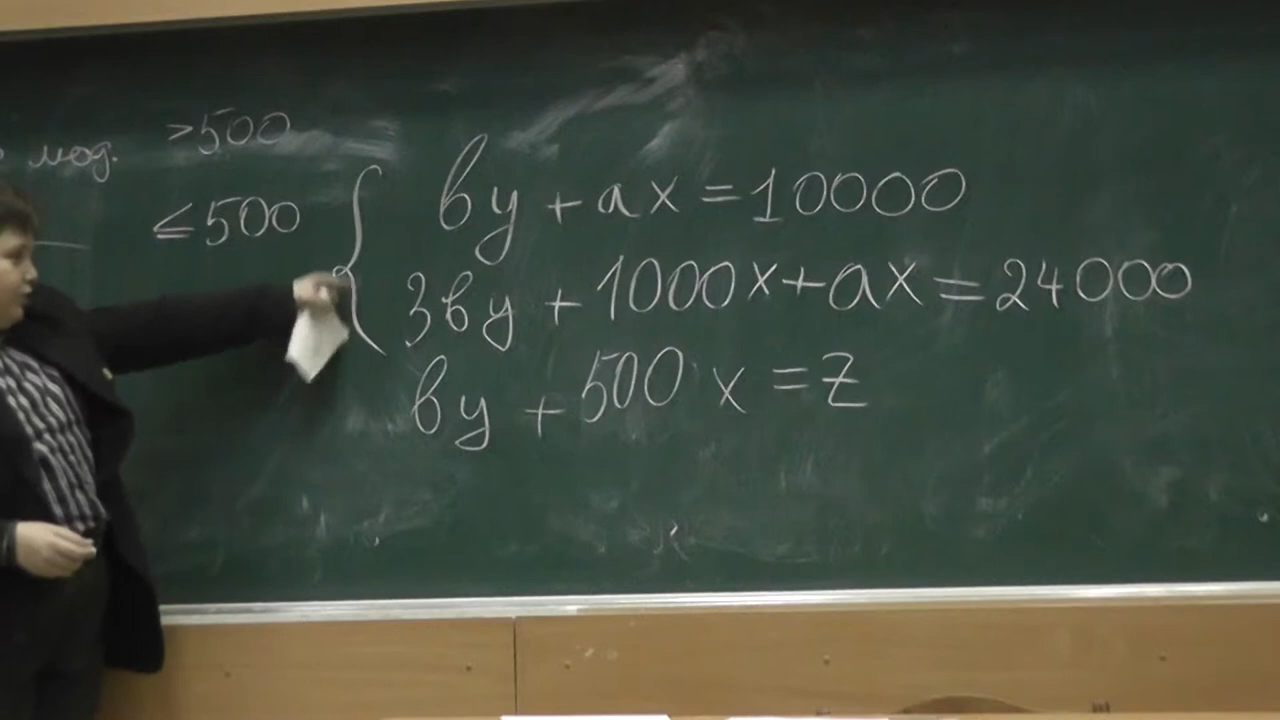 мод. >500
≤500
by + ax = 10000
3by + 1000x + ax = 24000
by + 500x = z